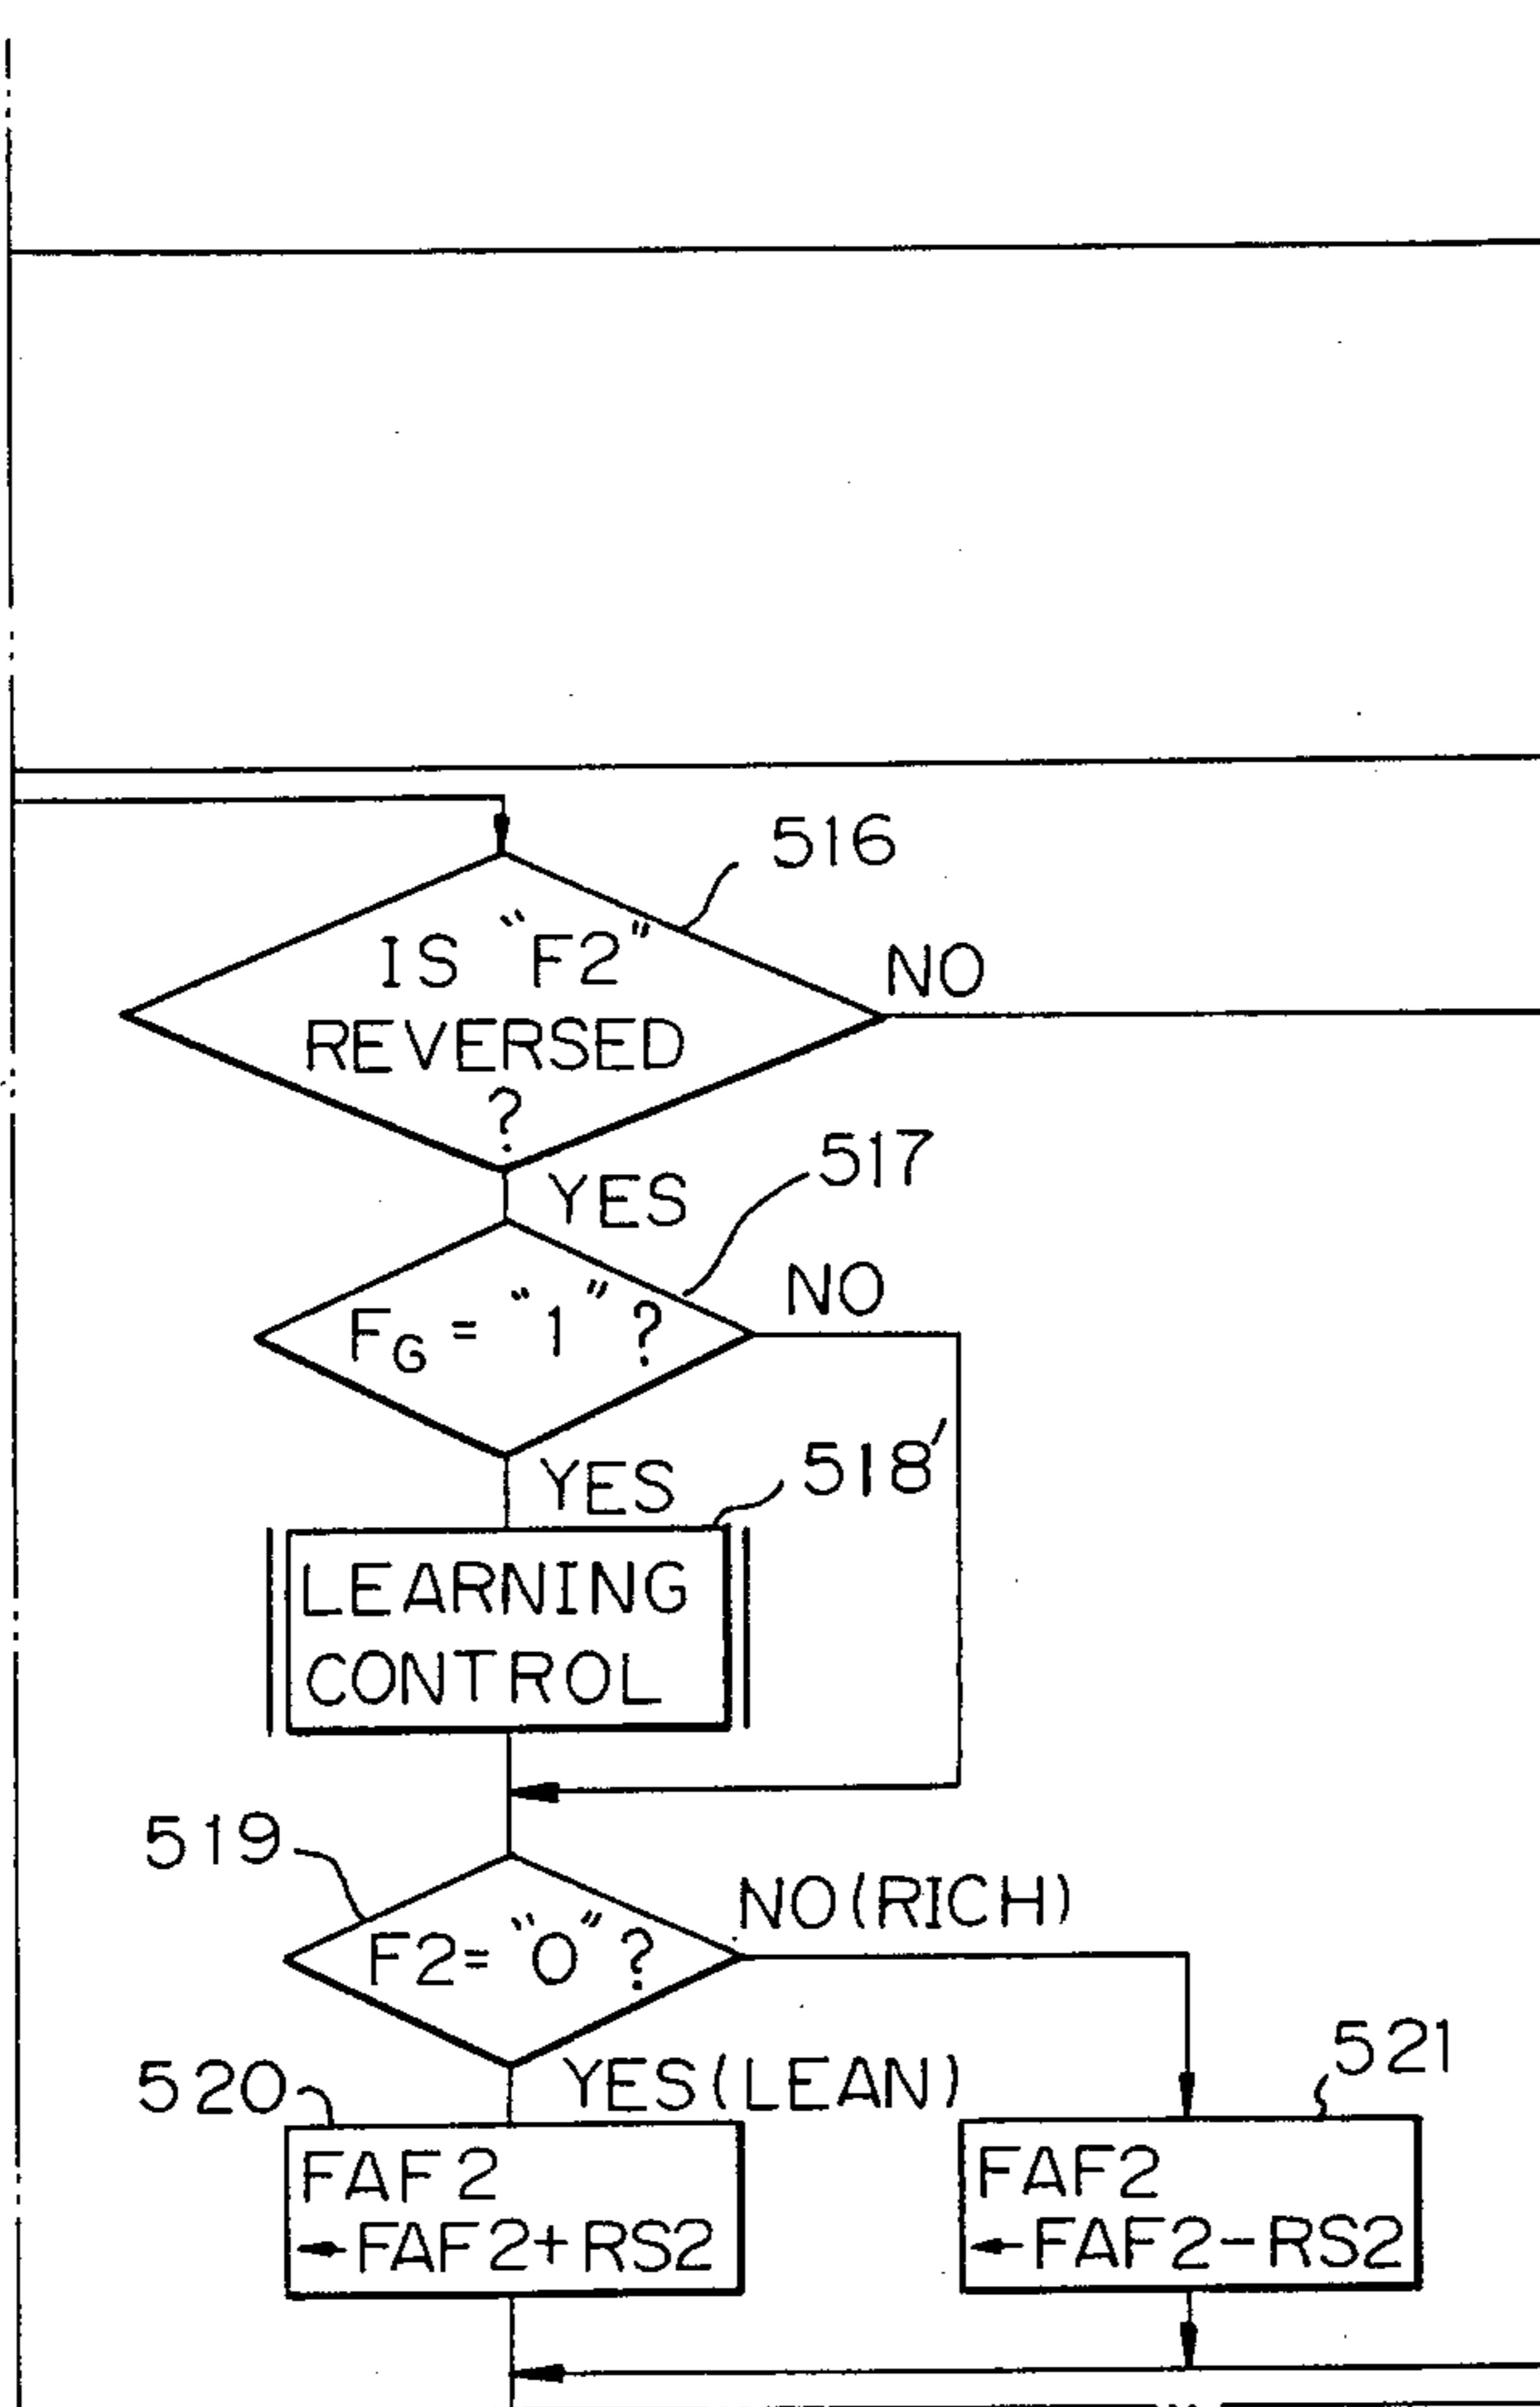 516
IS "F2"
REVERSED
?
NO
YES
517
F_G = "1" ?
NO
YES
518'
LEARNING
CONTROL
519
F2="0"?
NO(RICH)
YES(LEAN)
520
FAF2
←FAF2+RS2
521
FAF2
←FAF2-RS2